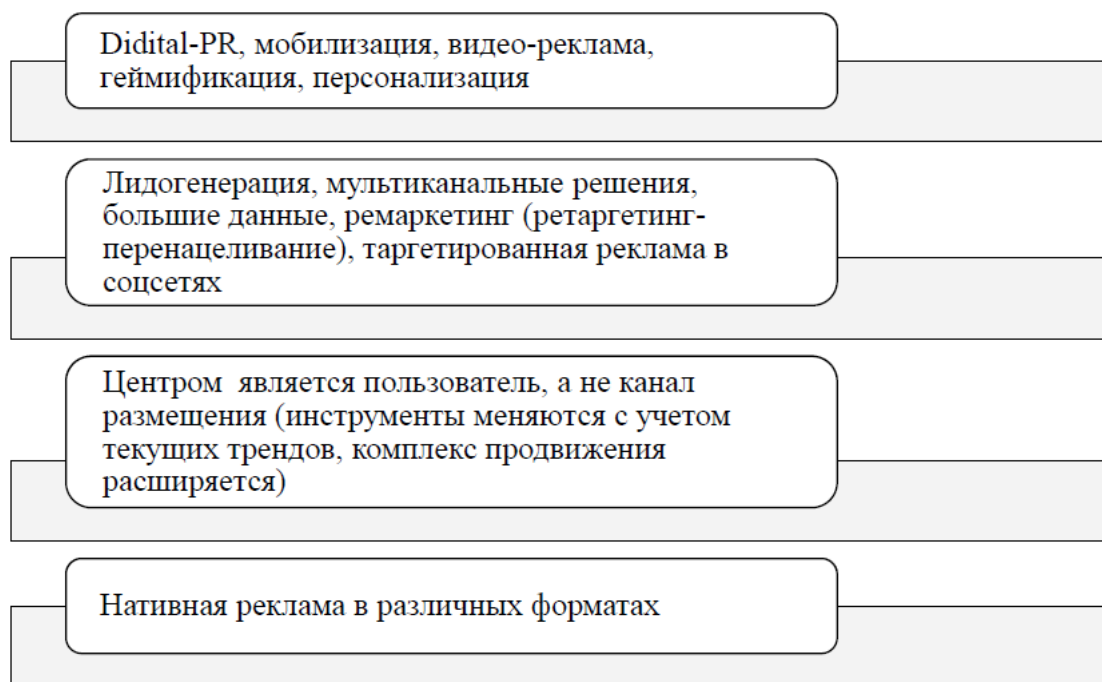 Didital-PR, мобилизация, видео-реклама,
геймификация, персонализация
Лидогенерация, мультиканальные решения,
большие данные, ремаркетинг (ретаргетинг-
перенацеливание), таргетированная реклама в
соцсетях
Центром является пользователь, а не канал
размещения (инструменты меняются с учетом
текущих трендов, комплекс продвижения
расширяется)
Нативная реклама в различных форматах